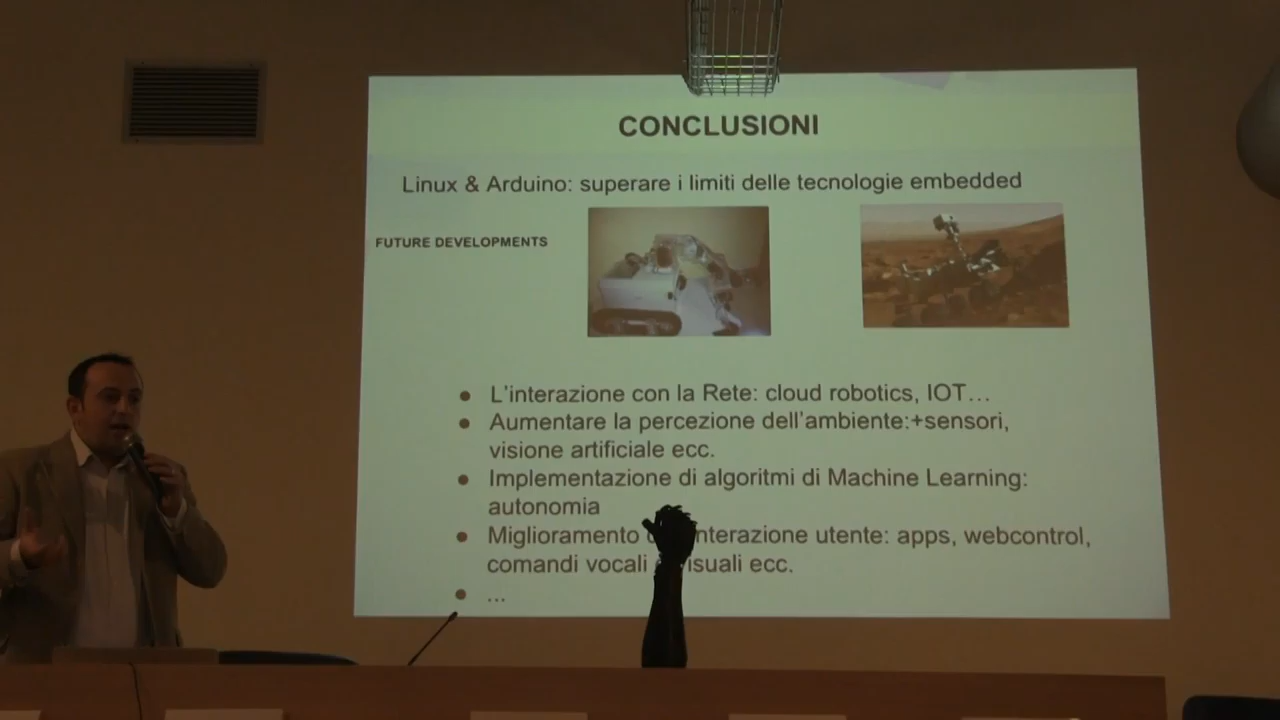 CONCLUSIONI
Linux & Arduino: superare i limiti delle tecnologie embedded
FUTURE DEVELOPMENTS
● L'interazione con la Rete: cloud robotics, IOT...
● Aumentare la percezione dell'ambiente:+sensori,
visione artificiale ecc.
● Implementazione di algoritmi di Machine Learning:
autonomia
● Miglioramento interazione utente: apps, webcontrol,
comandi vocali ecc.
● ...